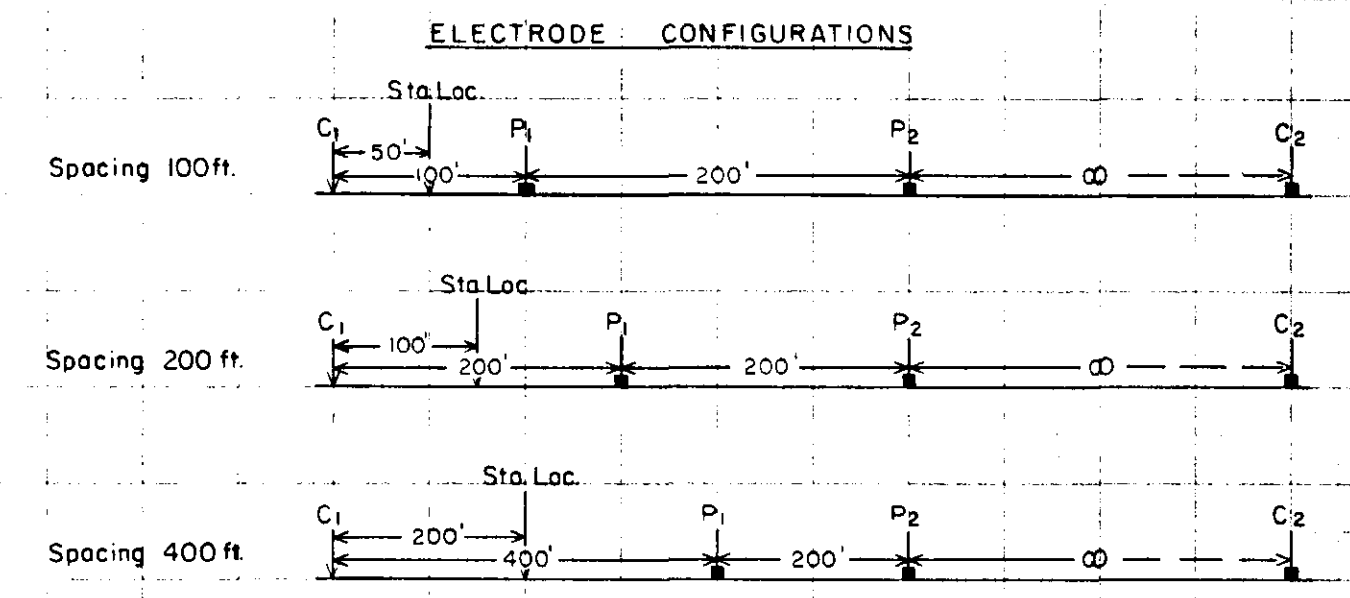 ELECTRODE CONFIGURATIONS
Sta Loc.
C1 P1 P2 C2
Spacing 100 ft. 50'
100' 200' ∞
Sta Loc
C1 P1 P2 C2
Spacing 200 ft. 100"
200' 200' ∞
Sta. Loc.
C1 P1 P2 C2
Spacing 400 ft. 200'
400' 200' ∞